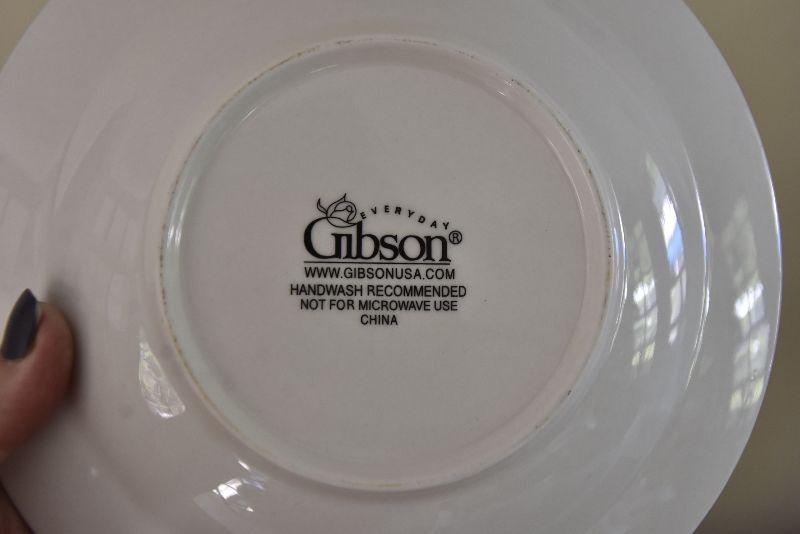 EVERYDAY
Gibson®
WWW.GIBSONUSA.COM
HANDWASH RECOMMENDED
NOT FOR MICROWAVE USE
CHINA